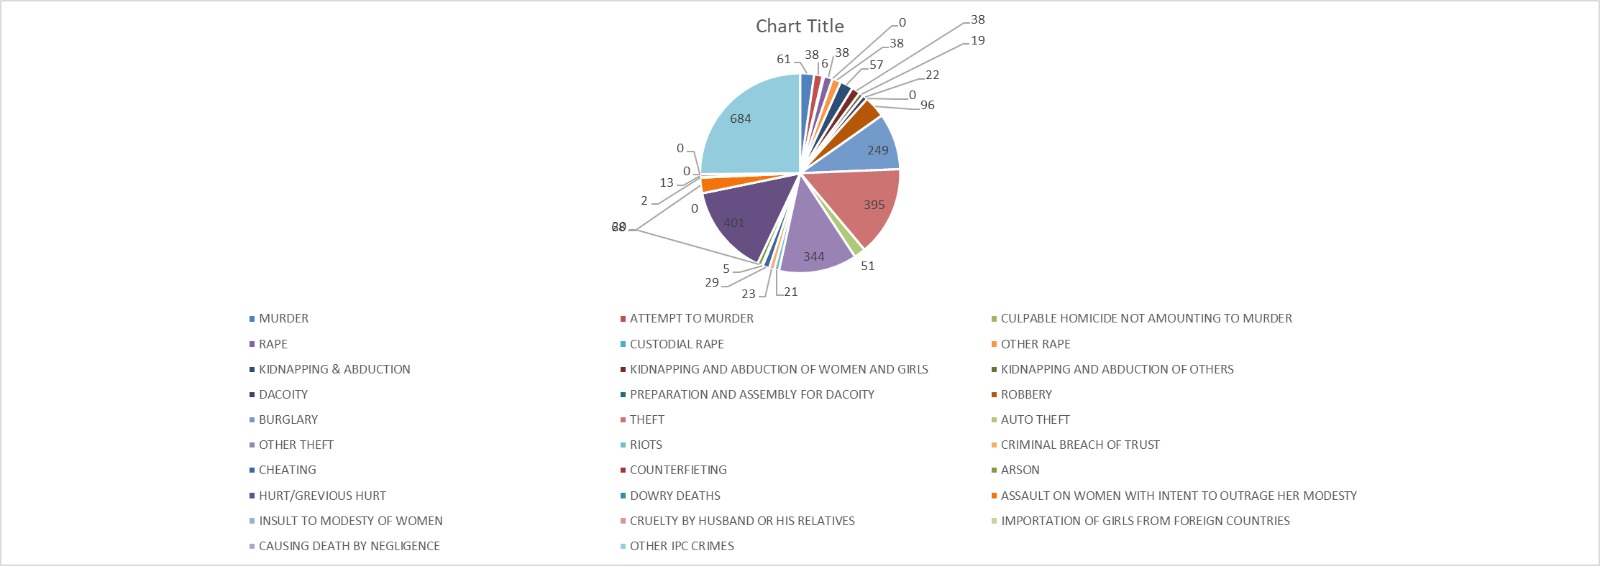 Chart Title
0
38
38
38
38
19
61
6
57
22
0
96
684
249
0
0
13
2
0
395
401
344
51
5
29
23
21
MURDER
ATTEMPT TO MURDER
CULPABLE HOMICIDE NOT AMOUNTING TO MURDER
RAPE
CUSTODIAL RAPE
OTHER RAPE
KIDNAPPING & ABDUCTION
KIDNAPPING AND ABDUCTION OF WOMEN AND GIRLS
KIDNAPPING AND ABDUCTION OF OTHERS
DACOITY
PREPARATION AND ASSEMBLY FOR DACOITY
ROBBERY
BURGLARY
THEFT
AUTO THEFT
OTHER THEFT
RIOTS
CRIMINAL BREACH OF TRUST
CHEATING
COUNTERFIETING
ARSON
HURT/GREVIOUS HURT
DOWRY DEATHS
ASSAULT ON WOMEN WITH INTENT TO OUTRAGE HER MODESTY
INSULT TO MODESTY OF WOMEN
CRUELTY BY HUSBAND OR HIS RELATIVES
IMPORTATION OF GIRLS FROM FOREIGN COUNTRIES
CAUSING DEATH BY NEGLIGENCE
OTHER IPC CRIMES